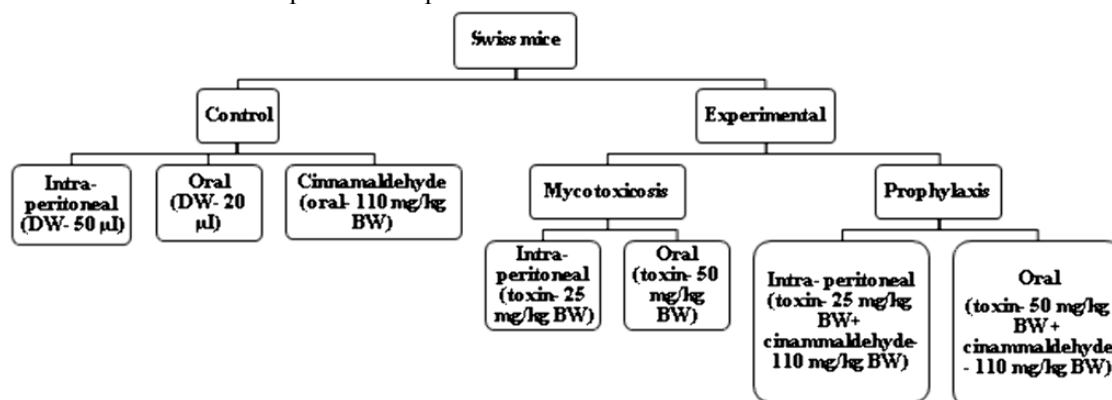 Swiss mice
Control
Experimental
Intra-
peritoneal
(DW- 50 µl)
Oral
(DW- 20
µl)
Cinnamaldehyde
(oral- 110 mg/kg
BW)
Mycotoxicosis
Prophylaxis
Intra-
peritoneal
(toxin- 25
mg/kg BW)
Oral
(toxin- 50
mg/kg BW)
Intra- peritoneal
(toxin- 25 mg/kg
BW+
cinammaldehyde-
110 mg/kg BW)
Oral
(toxin- 50 mg/kg
BW +
cinammaldehyde
- 110 mg/kg BW)